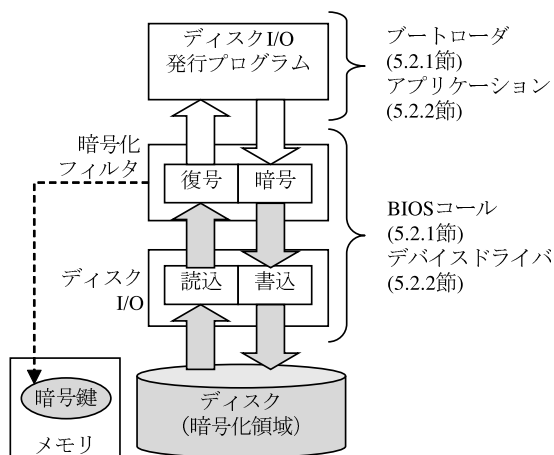 ディスクI/O
発行プログラム
ブートローダ
(5.2.1節)
アプリケーション
(5.2.2節)
暗号化
フィルタ
復号
暗号
BIOSコール
(5.2.1節)
デバイスドライバ
(5.2.2節)
ディスク
I/O
読込
書込
暗号鍵
メモリ
ディスク
(暗号化領域)